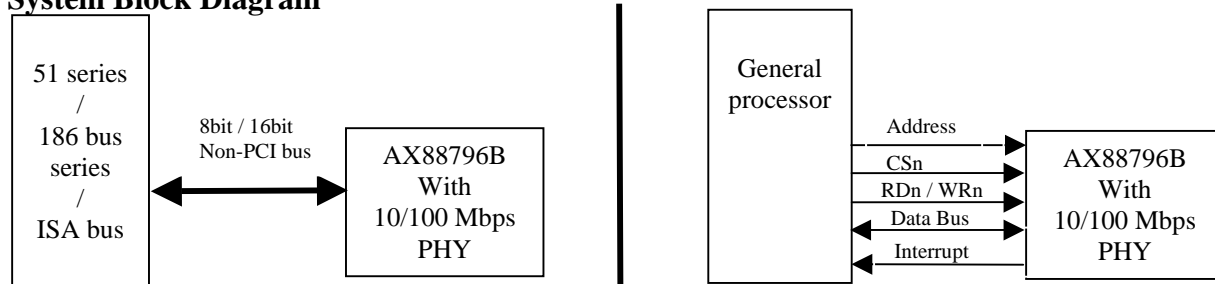 System Block Diagram
51 series
/
186 bus
series
/
ISA bus
8bit / 16bit
Non-PCI bus
AX88796B
With
10/100 Mbps
PHY
General
processor
Address
CSn
RDn / WRn
Data Bus
Interrupt
AX88796B
With
10/100 Mbps
PHY